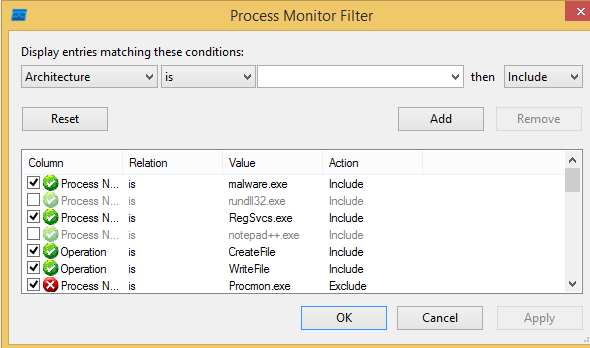 Process Monitor Filter
Display entries matching these conditions:
Architecture is then Include
Reset Add Remove
Column Relation Value Action
Process N... is malware.exe Include
Process N... is rundll32.exe Include
Process N... is RegSvcs.exe Include
Process N... is notepad++.exe Include
Operation is CreateFile Include
Operation is WriteFile Include
Process N... is Procmon.exe Exclude
OK Cancel Apply